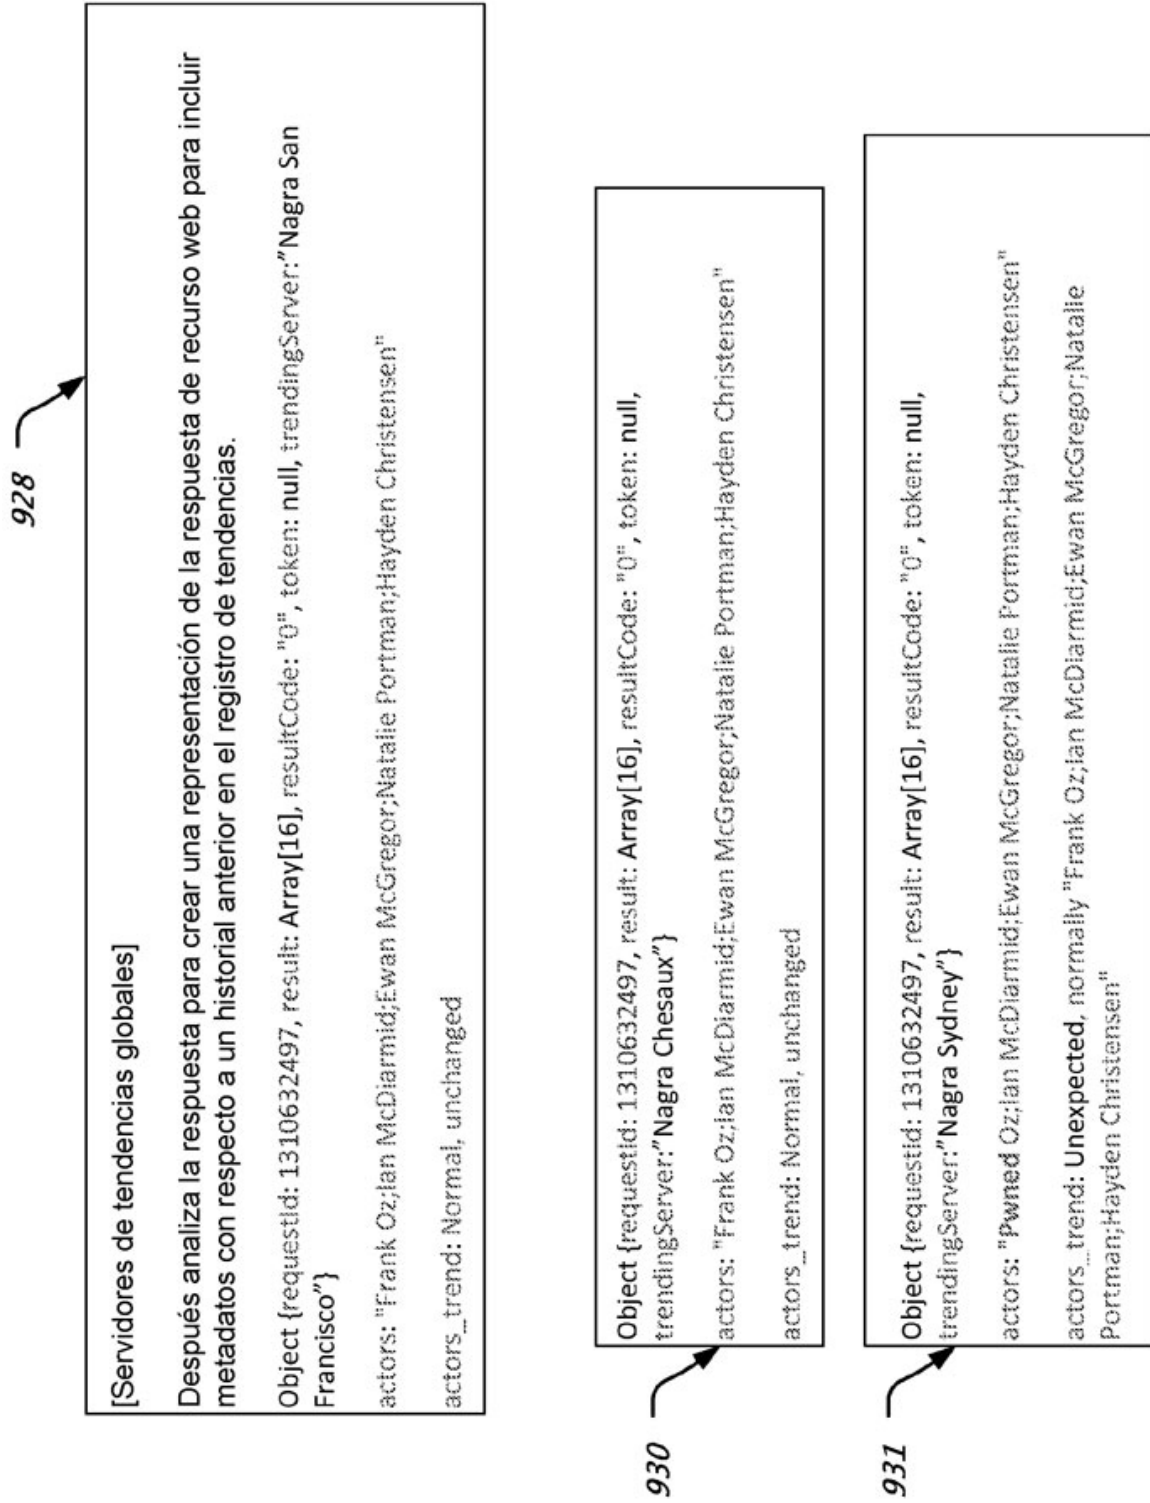 928
[Servidores de tendencias globales]
Después analiza la respuesta para crear una representación de la respuesta de recurso web para incluir
metadatos con respecto a un historial anterior en el registro de tendencias.
Object {requestId: 1310632497, result: Array[16], resultCode: "0", token: null, trendingServer:"Nagra San
Francisco"}
actors: "Frank Oz;Ian McDiarmid;Ewan McGregor;Natalie Portman;Hayden Christensen"
actors_trend: Normal, unchanged
930
Object {requestId: 1310632497, result: Array[16], resultCode: "0", token: null,
trendingServer:"Nagra Chesaux"}
actors: "Frank Oz;Ian McDiarmid;Ewan McGregor;Natalie Portman;Hayden Christensen"
actors_trend: Normal, unchanged
931
Object {requestId: 1310632497, result: Array[16], resultCode: "0", token: null,
trendingServer:"Nagra Sydney"}
actors: "Pwned Oz;Ian McDiarmid;Ewan McGregor;Natalie Portman;Hayden Christensen"
actors_trend: Unexpected, normally "Frank Oz;Ian McDiarmid;Ewan McGregor;Natalie
Portman;Hayden Christensen"